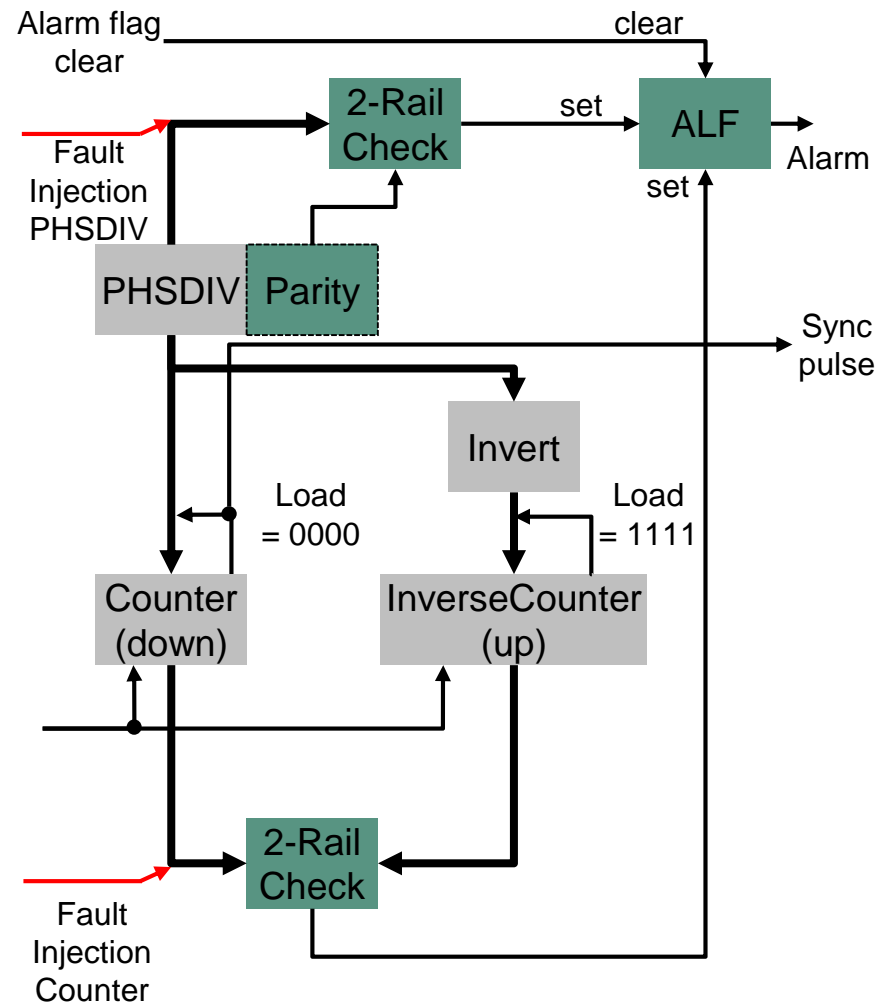 Alarm flag
clear
clear
2-Rail
Check
set
ALF
Alarm
set
Fault
Injection
PHSDIV
PHSDIV
Parity
Sync
pulse
Invert
Load
= 0000
Load
= 1111
Counter
(down)
InverseCounter
(up)
2-Rail
Check
Fault
Injection
Counter